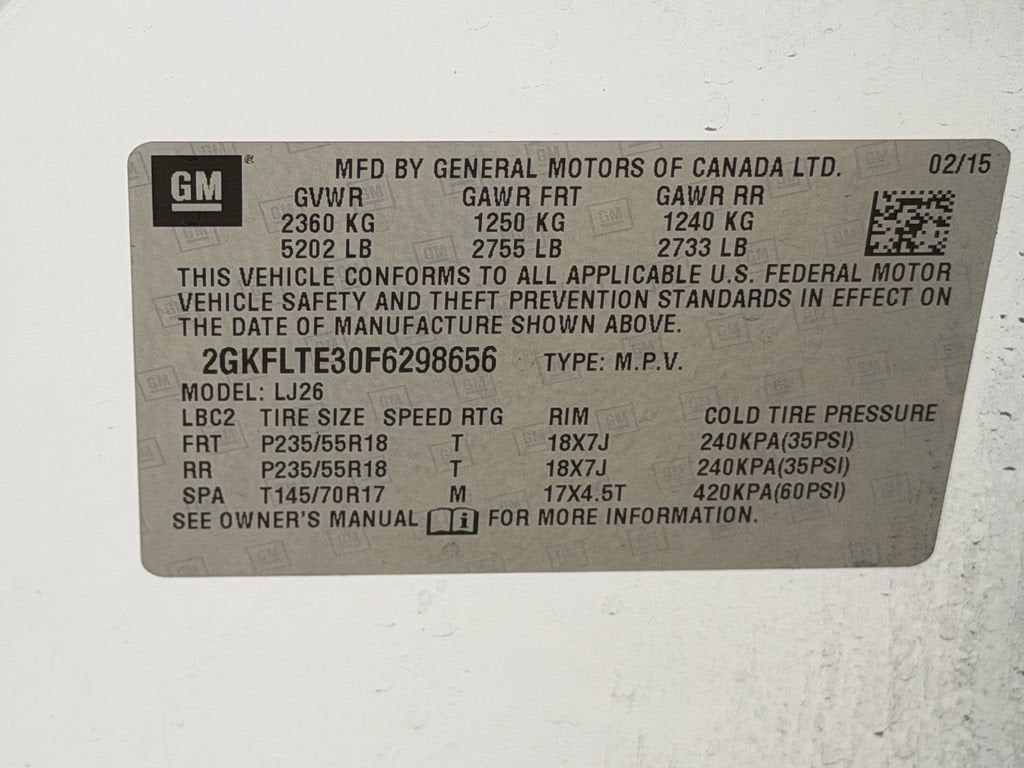 GM ® MFD BY GENERAL MOTORS OF CANADA LTD. 02/15
GVWR GAWR FRT GAWR RR
2360 KG 1250 KG 1240 KG
5202 LB 2755 LB 2733 LB
THIS VEHICLE CONFORMS TO ALL APPLICABLE U.S. FEDERAL MOTOR
VEHICLE SAFETY AND THEFT PREVENTION STANDARDS IN EFFECT ON
THE DATE OF MANUFACTURE SHOWN ABOVE.
2GKFLTE30F6298656 TYPE: M.P.V.
MODEL: LJ26
LBC2 TIRE SIZE SPEED RTG RIM COLD TIRE PRESSURE
FRT P235/55R18 T 18X7J 240KPA(35PSI)
RR P235/55R18 T 18X7J 240KPA(35PSI)
SPA T145/70R17 M 17X4.5T 420KPA(60PSI)
SEE OWNER'S MANUAL i FOR MORE INFORMATION.